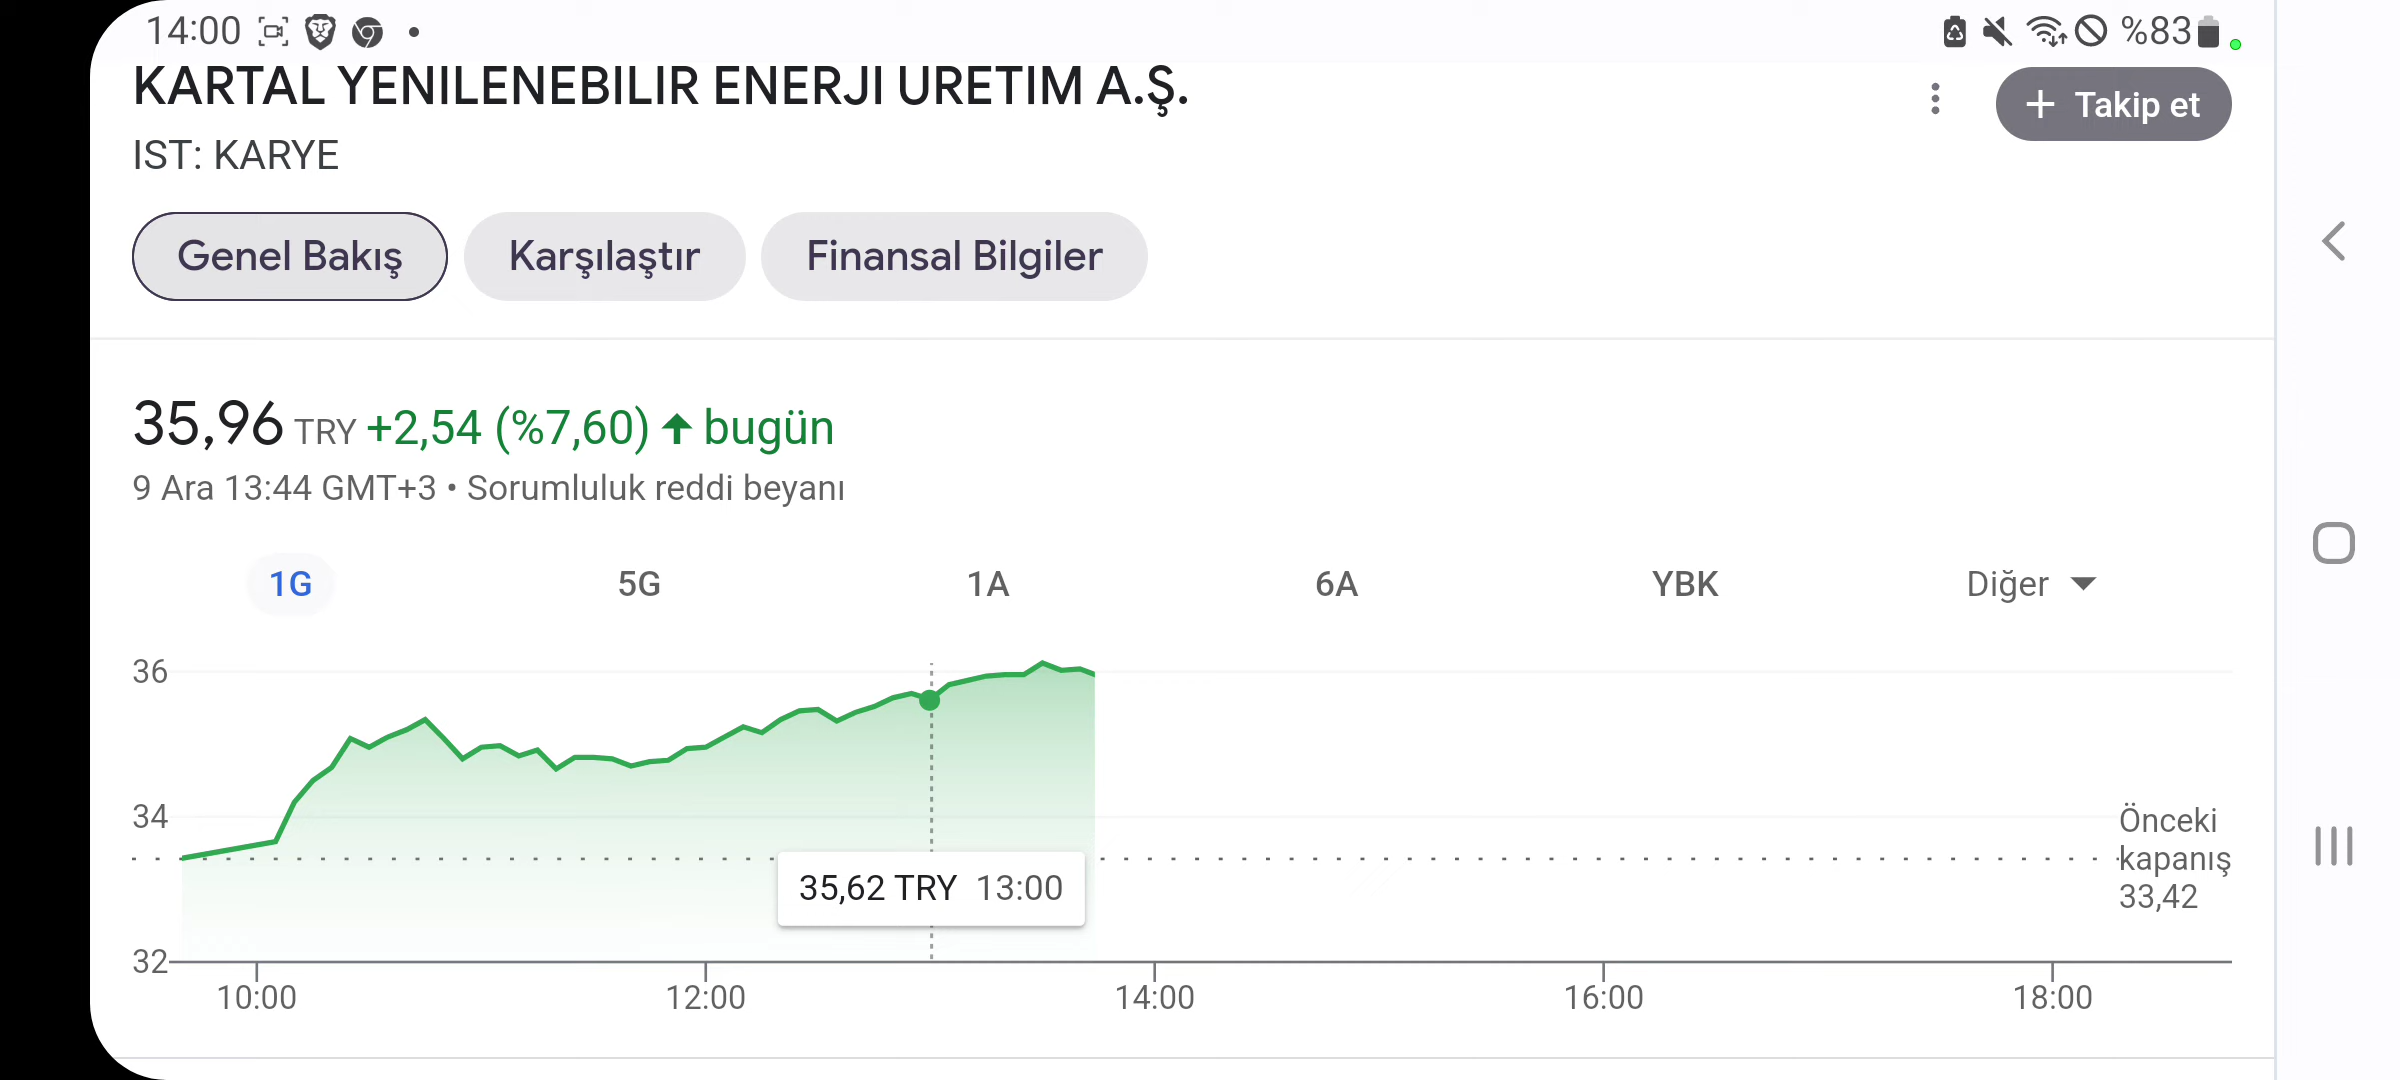 14:00 %83
KARTAL YENILENEBILIR ENERJI URETIM A.Ş.
Takip et
IST: KARYE
Genel Bakış Karşılaştır Finansal Bilgiler
35,96 TRY +2,54 (%7,60) bugün
9 Ara 13:44 GMT+3 • Sorumluluk reddi beyanı
1G 5G 1A 6A YBK Diğer
36
34
32
Önceki
kapanış
33,42
35,62 TRY 13:00
10:00 12:00 14:00 16:00 18:00